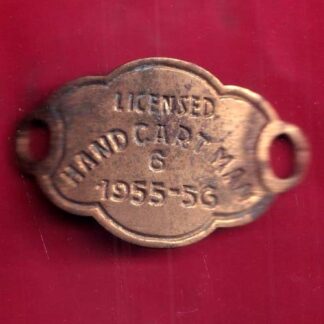 LICENSED
HAND CART MAN
6
1955-56